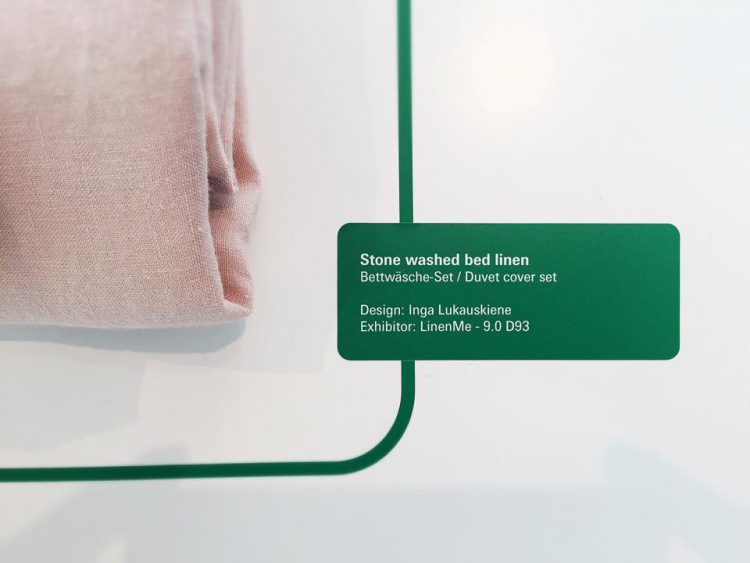 Stone washed bed linen
Bettwäsche-Set / Duvet cover set
Design: Inga Lukauskiene
Exhibitor: LinenMe - 9.0 D93